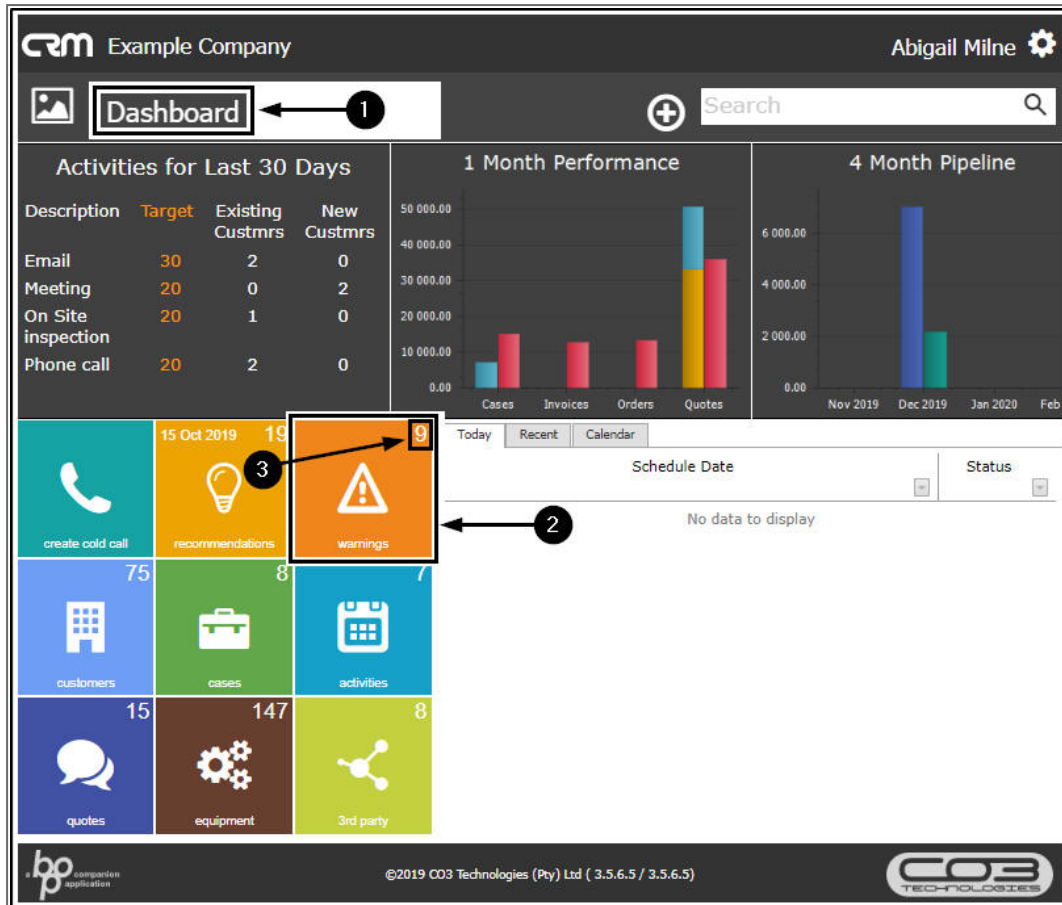 CRM Example Company
Abigail Milne
Dashboard
1
Search
Activities for Last 30 Days
Description Target Existing Custmrs New Custmrs
Email 30 2 0
Meeting 20 0 2
On Site inspection 20 1 0
Phone call 20 2 0
1 Month Performance
50 000.00
40 000.00
30 000.00
20 000.00
10 000.00
0.00
Cases Invoices Orders Quotes
4 Month Pipeline
6 000.00
4 000.00
2 000.00
0.00
Nov 2019 Dec 2019 Jan 2020 Feb
create cold call
15 Oct 2019 19
recommendations
3
9
warnings
2
Today Recent Calendar
Schedule Date Status
No data to display
75
customers
8
cases
7
activities
15
quotes
147
equipment
8
3rd party
a bpo companion
application
©2019 CO3 Technologies (Pty) Ltd ( 3.5.6.5 / 3.5.6.5)
CO3
TECHNOLOGIES